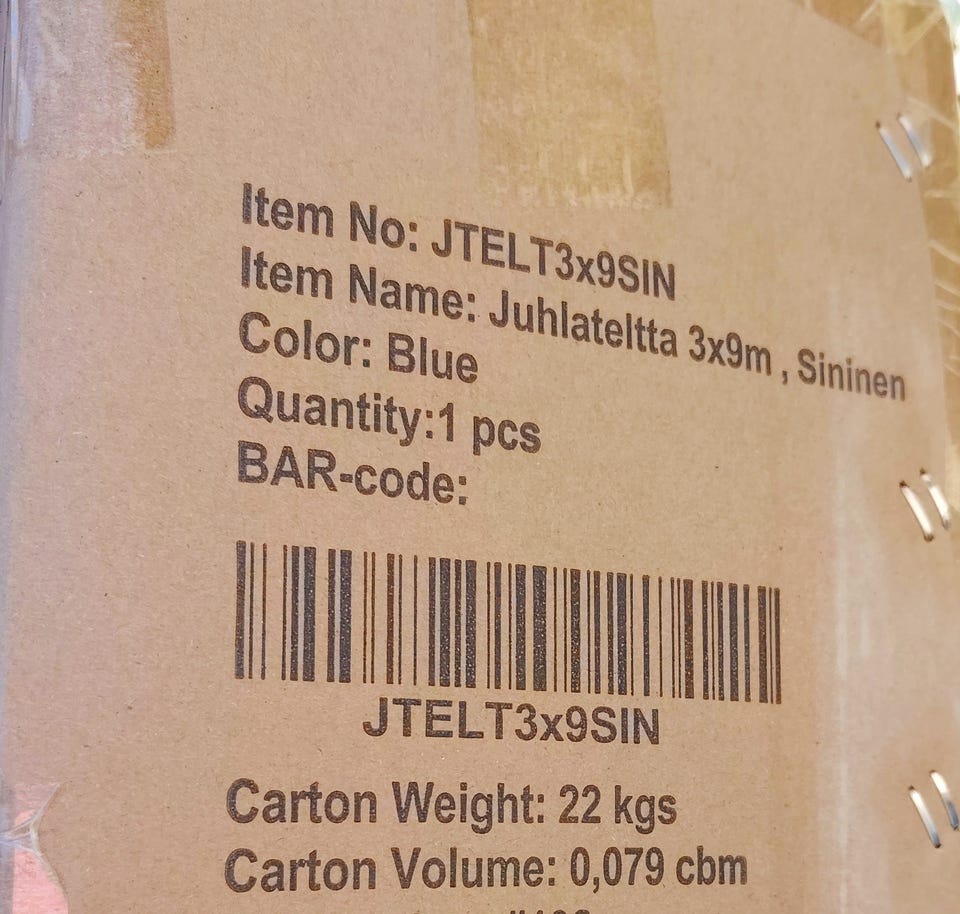 Item No: JTELT3x9SIN
Item Name: Juhlateltta 3x9m , Sininen
Color: Blue
Quantity:1 pcs
BAR-code:
JTELT3x9SIN
Carton Weight: 22 kgs
Carton Volume: 0,079 cbm